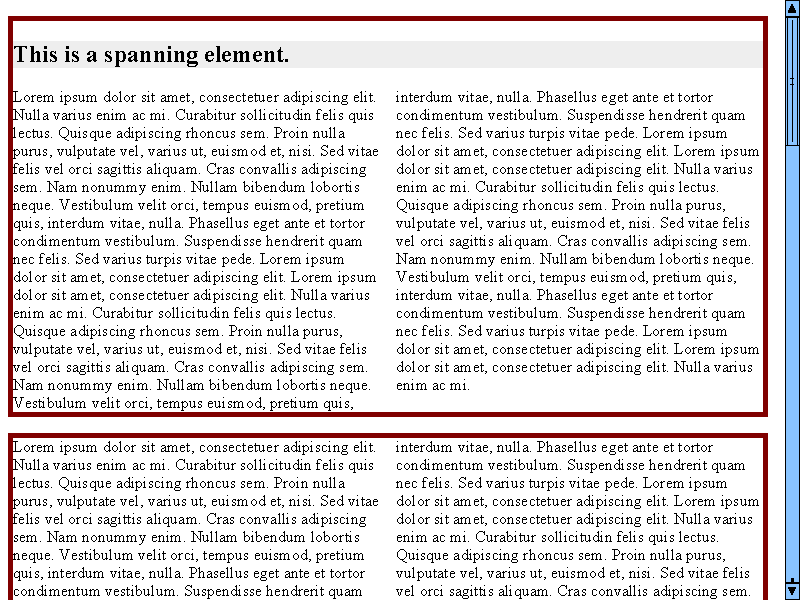 This is a spanning element.
Lorem ipsum dolor sit amet, consectetuer adipiscing elit.
Nulla varius enim ac mi. Curabitur sollicitudin felis quis
lectus. Quisque adipiscing rhoncus sem. Proin nulla
purus, vulputate vel, varius ut, euismod et, nisi. Sed vitae
felis vel orci sagittis aliquam. Cras convallis adipiscing
sem. Nam nonummy enim. Nullam bibendum lobortis
neque. Vestibulum velit orci, tempus euismod, pretium
quis, interdum vitae, nulla. Phasellus eget ante et tortor
condimentum vestibulum. Suspendisse hendrerit quam
nec felis. Sed varius turpis vitae pede. Lorem ipsum
dolor sit amet, consectetuer adipiscing elit. Lorem ipsum
dolor sit amet, consectetuer adipiscing elit. Nulla varius
enim ac mi. Curabitur sollicitudin felis quis lectus.
Quisque adipiscing rhoncus sem. Proin nulla purus,
vulputate vel, varius ut, euismod et, nisi. Sed vitae felis
vel orci sagittis aliquam. Cras convallis adipiscing sem.
Nam nonummy enim. Nullam bibendum lobortis neque.
Vestibulum velit orci, tempus euismod, pretium quis,
interdum vitae, nulla. Phasellus eget ante et tortor
condimentum vestibulum. Suspendisse hendrerit quam
nec felis. Sed varius turpis vitae pede. Lorem ipsum
dolor sit amet, consectetuer adipiscing elit. Lorem ipsum
dolor sit amet, consectetuer adipiscing elit. Nulla varius
enim ac mi. Curabitur sollicitudin felis quis lectus.
Quisque adipiscing rhoncus sem. Proin nulla purus,
vulputate vel, varius ut, euismod et, nisi. Sed vitae felis
vel orci sagittis aliquam. Cras convallis adipiscing sem.
Nam nonummy enim. Nullam bibendum lobortis neque.
Vestibulum velit orci, tempus euismod, pretium quis,
interdum vitae, nulla. Phasellus eget ante et tortor
condimentum vestibulum. Suspendisse hendrerit quam
nec felis. Sed varius turpis vitae pede. Lorem ipsum
dolor sit amet, consectetuer adipiscing elit. Lorem ipsum
dolor sit amet, consectetuer adipiscing elit. Nulla varius
enim ac mi.
Lorem ipsum dolor sit amet, consectetuer adipiscing elit.
Nulla varius enim ac mi. Curabitur sollicitudin felis quis
lectus. Quisque adipiscing rhoncus sem. Proin nulla
purus, vulputate vel, varius ut, euismod et, nisi. Sed vitae
felis vel orci sagittis aliquam. Cras convallis adipiscing
sem. Nam nonummy enim. Nullam bibendum lobortis
neque. Vestibulum velit orci, tempus euismod, pretium
quis, interdum vitae, nulla. Phasellus eget ante et tortor
condimentum vestibulum. Suspendisse hendrerit quam
interdum vitae, nulla. Phasellus eget ante et tortor
condimentum vestibulum. Suspendisse hendrerit quam
nec felis. Sed varius turpis vitae pede. Lorem ipsum
dolor sit amet, consectetuer adipiscing elit. Lorem ipsum
dolor sit amet, consectetuer adipiscing elit. Nulla varius
enim ac mi. Curabitur sollicitudin felis quis lectus.
Quisque adipiscing rhoncus sem. Proin nulla purus,
vulputate vel, varius ut, euismod et, nisi. Sed vitae felis
vel orci sagittis aliquam. Cras convallis adipiscing sem.